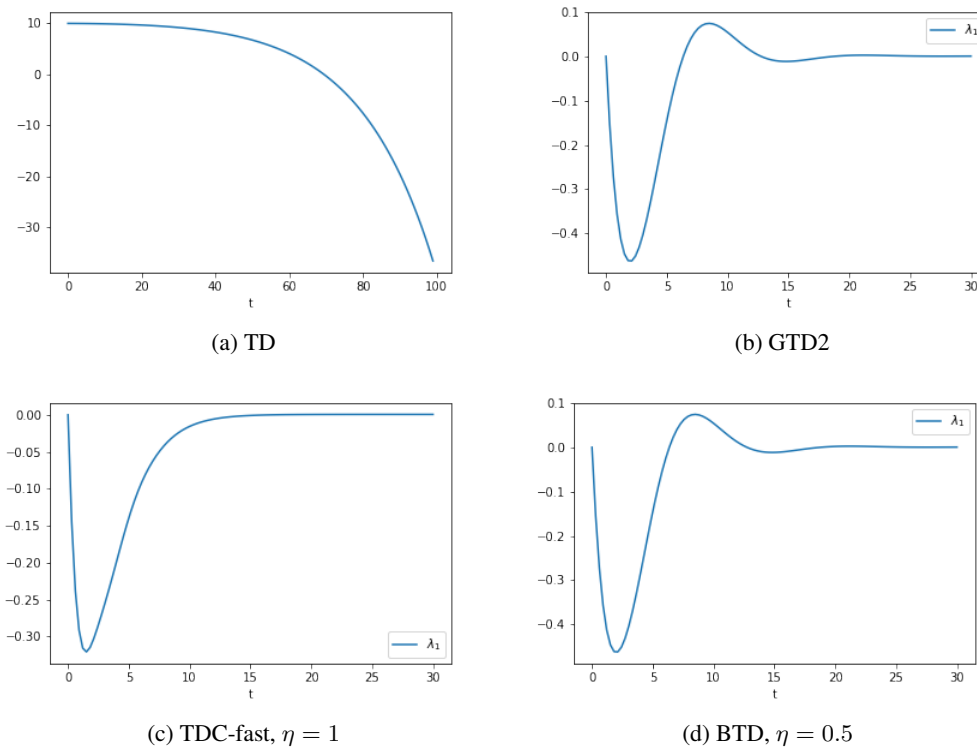 10
0
−10
−20
−30
0 20 40 60 80 100
t
(a) TD
0.1
0.0
−0.1
−0.2
−0.3
−0.4
λ1
0 5 10 15 20 25 30
t
(b) GTD2
0.00
−0.05
−0.10
−0.15
−0.20
−0.25
−0.30
λ1
0 5 10 15 20 25 30
t
(c) TDC-fast, η = 1
0.1
0.0
−0.1
−0.2
−0.3
−0.4
λ1
0 5 10 15 20 25 30
t
(d) BTD, η = 0.5